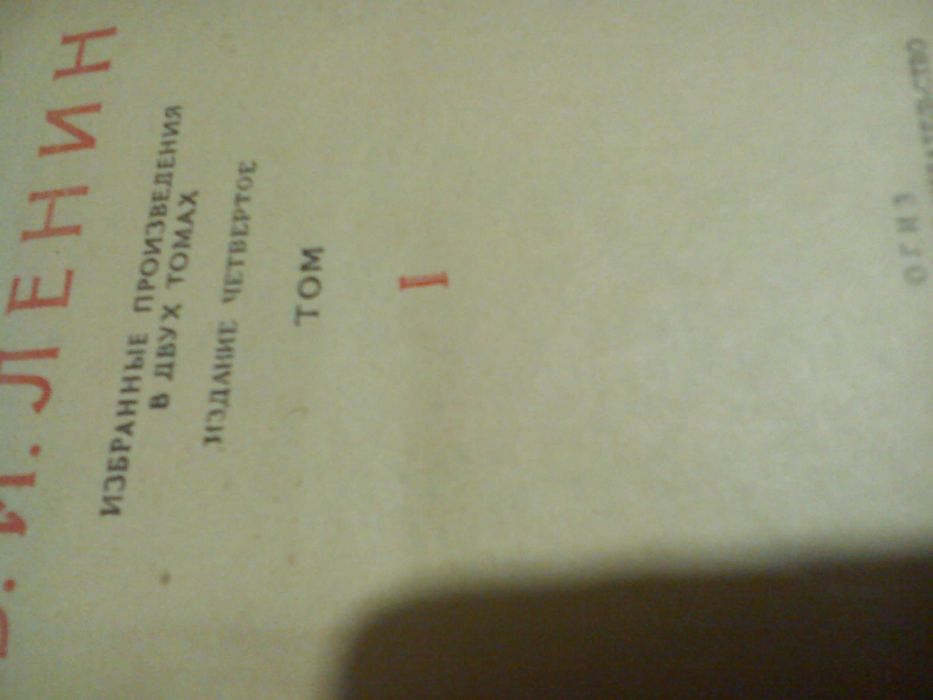 В. И. ЛЕНИН
ИЗБРАННЫЕ ПРОИЗВЕДЕНИЯ
В ДВУХ ТОМАХ
ИЗДАНИЕ ЧЕТВЕРТОЕ
ТОМ
I
ОГИЗ